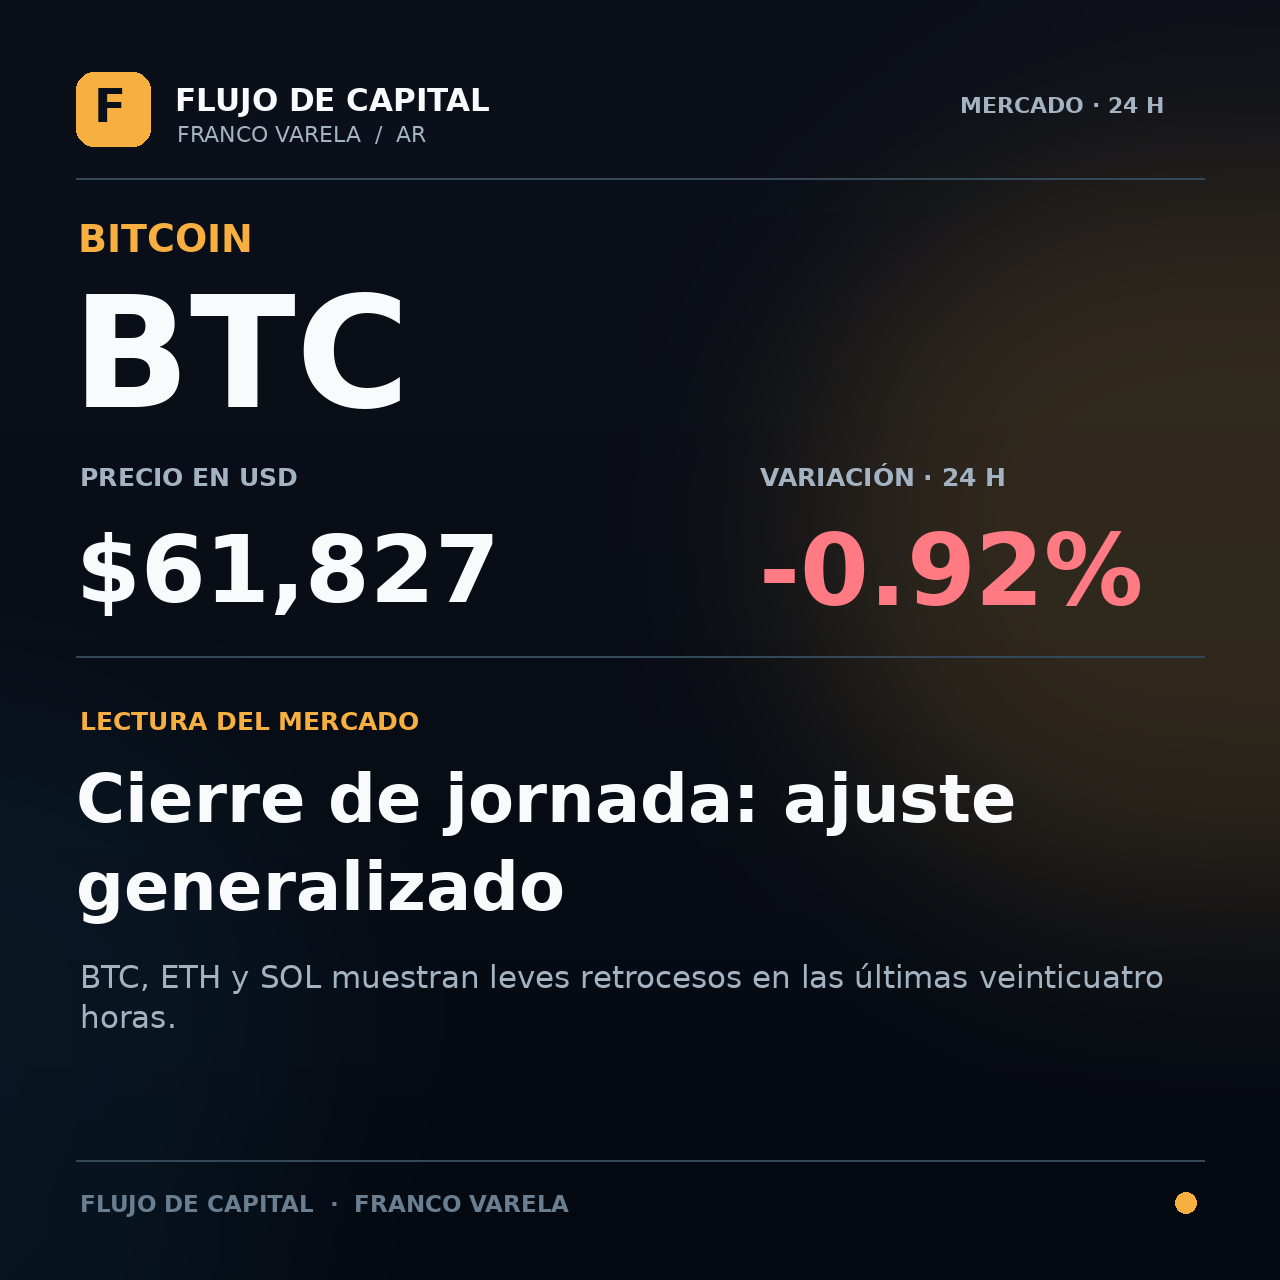 F
FLUJO DE CAPITAL
FRANCO VARELA / AR
MERCADO · 24 H
BITCOIN
BTC
PRECIO EN USD
$61,827
VARIACIÓN · 24 H
-0.92%
LECTURA DEL MERCADO
Cierre de jornada: ajuste
generalizado
BTC, ETH y SOL muestran leves retrocesos en las últimas veinticuatro
horas.
FLUJO DE CAPITAL · FRANCO VARELA